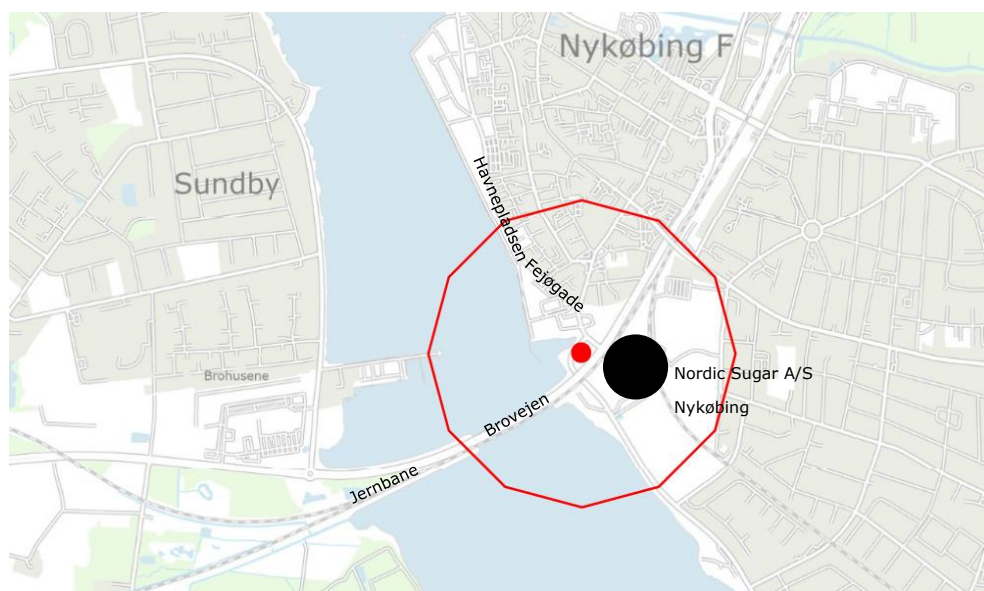 Nykøbing F
Sundby
Havnepladsen Fejøgade
Brohusene
Nordic Sugar A/S
Nykøbing
Brovejen
Jernbane